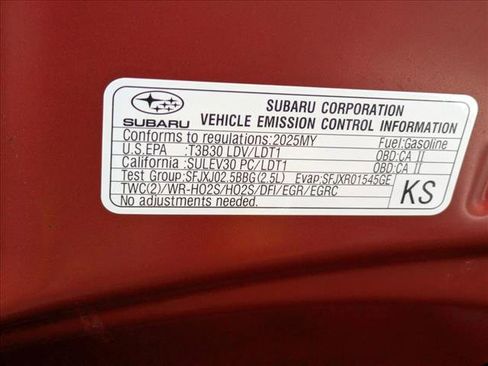 SUBARU CORPORATION
SUBARU VEHICLE EMISSION CONTROL INFORMATION
Conforms to regulations:2025MY Fuel:Gasoline
U.S.EPA :T3B30 LDV/LDT1 OBD:CA II
California :SULEV30 PC/LDT1 OBD:CA II
Test Group:SFJXJ02.5BBG(2.5L) Evap:SFJXR01545GE
TWC(2)/WR-HO2S/HO2S/DFI/EGR/EGRC
No adjustments needed.
KS